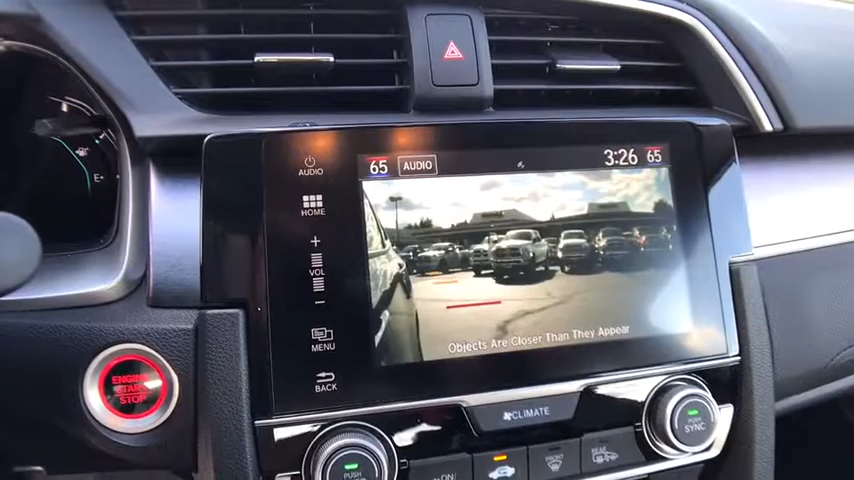 65 AUDIO 3:26 65
AUDIO
HOME
+
VOL
−
MENU
BACK
Objects Are Closer Than They Appear
ENGINE
START
STOP
CLIMATE
PUSH
SYNC
PUSH
FRONT
REAR
E